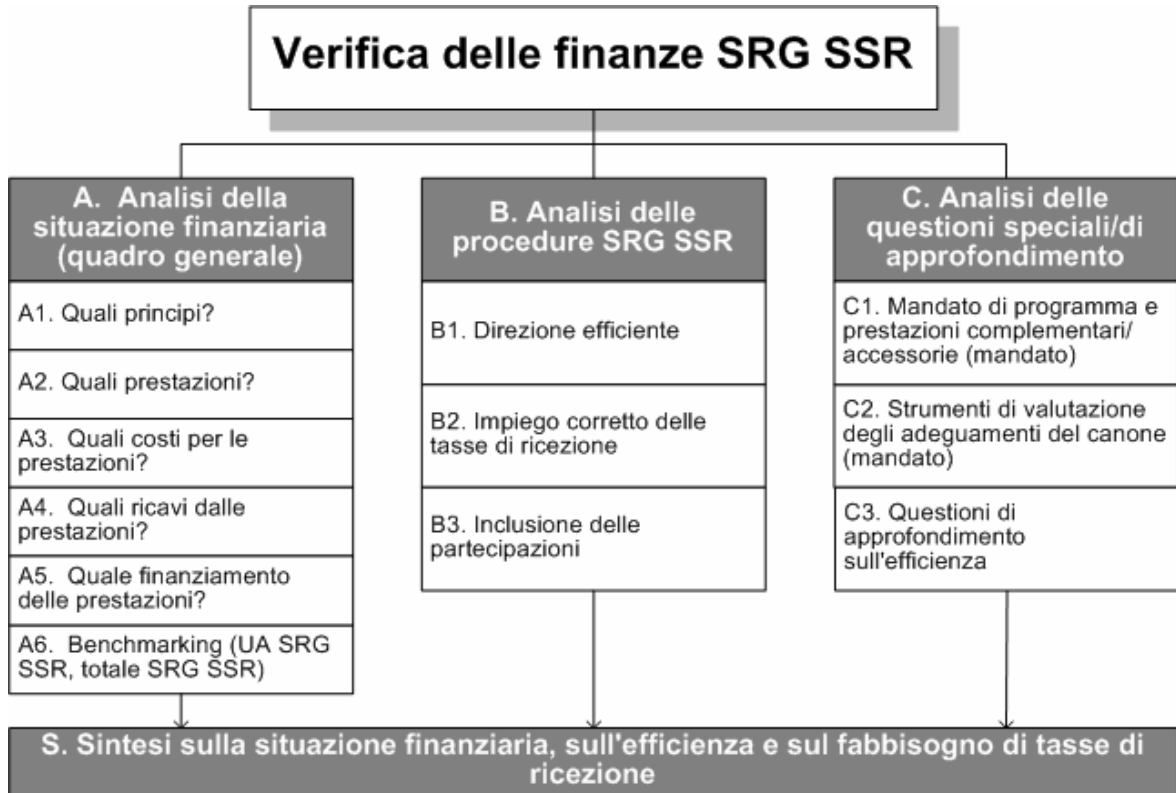 Verifica delle finanze SRG SSR
A. Analisi della
situazione finanziaria
(quadro generale)
A1. Quali principi?
A2. Quali prestazioni?
A3. Quali costi per le
prestazioni?
A4. Quali ricavi dalle
prestazioni?
A5. Quale finanziamento
delle prestazioni?
A6. Benchmarking (UA SRG
SSR, totale SRG SSR)
B. Analisi delle
procedure SRG SSR
B1. Direzione efficiente
B2. Impiego corretto delle
tasse di ricezione
B3. Inclusione delle
partecipazioni
C. Analisi delle
questioni speciali/di
approfondimento
C1. Mandato di programma e
prestazioni complementari/
accessorie (mandato)
C2. Strumenti di valutazione
degli adeguamenti del canone
(mandato)
C3. Questioni di
approfondimento
sull'efficienza
S. Sintesi sulla situazione finanziaria, sull'efficienza e sul fabbisogno di tasse di
ricezione